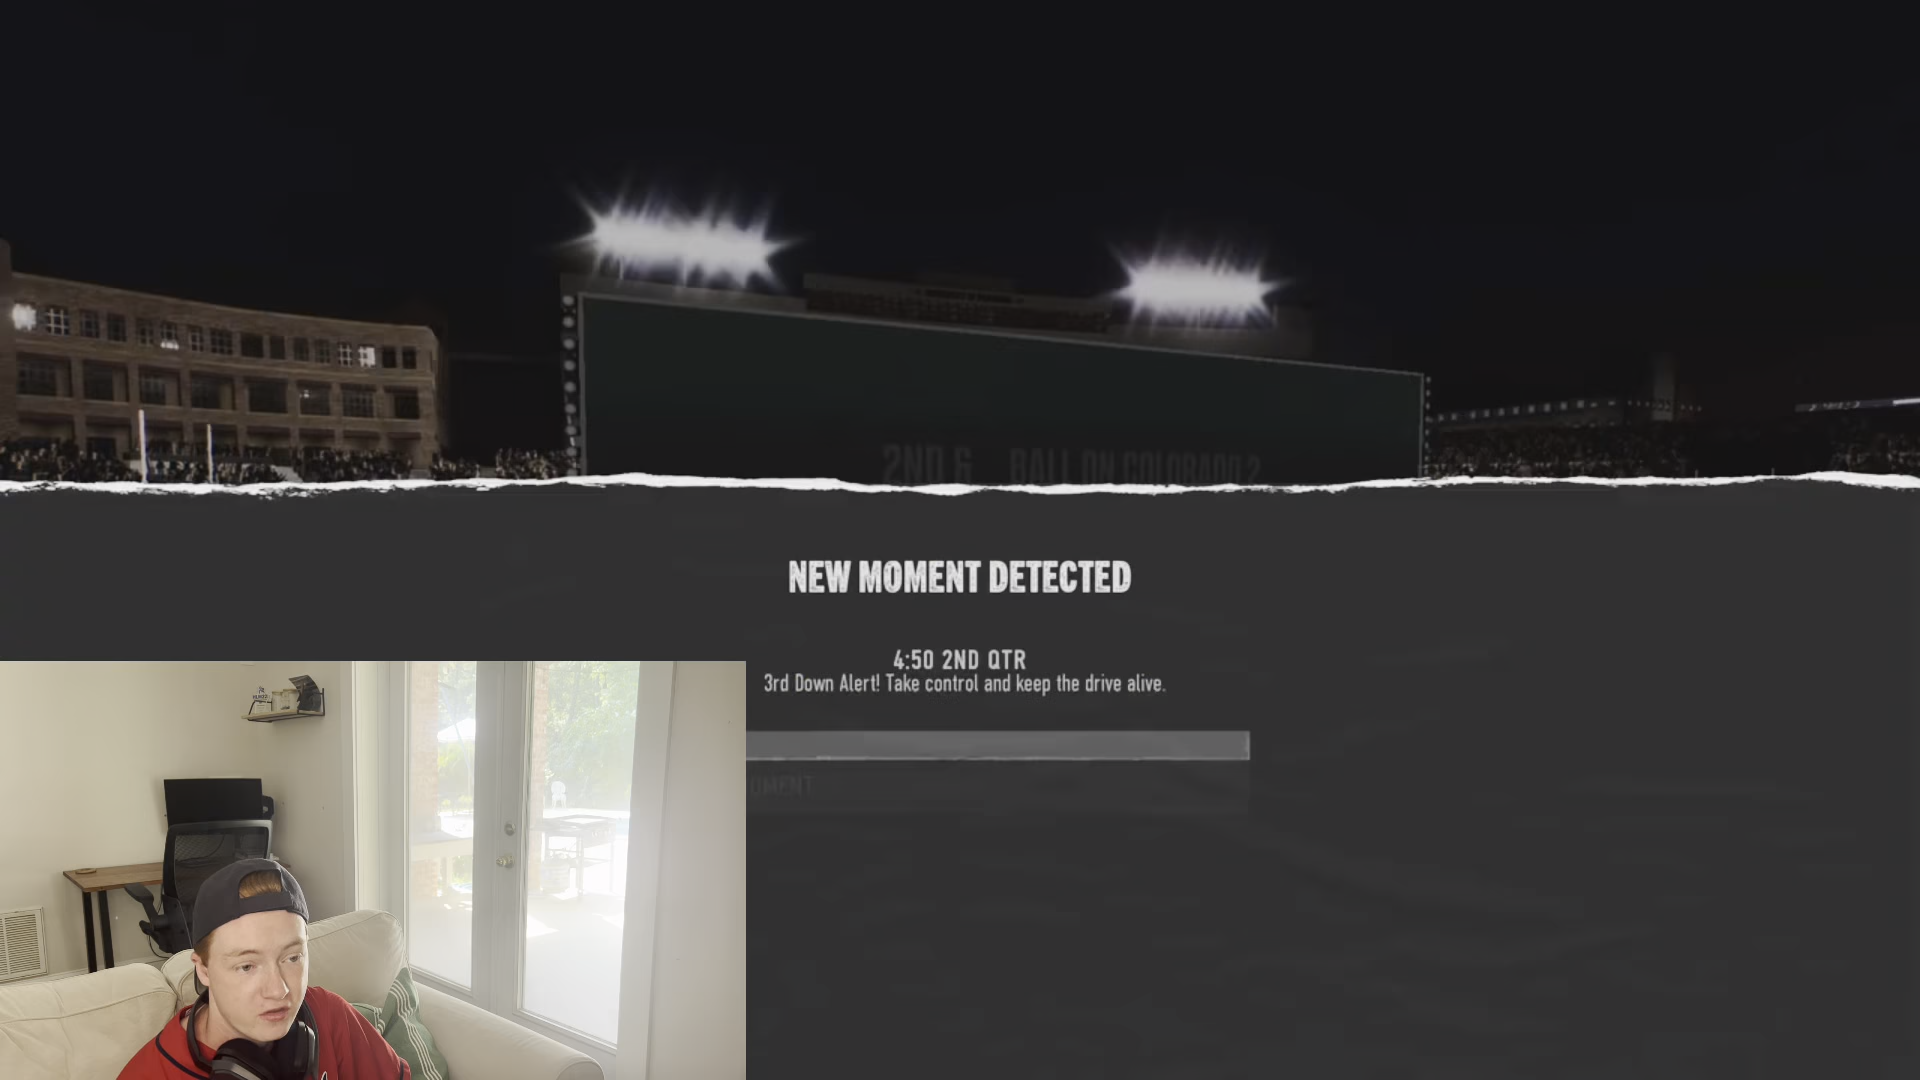 2ND 6 BALL ON COLORADO 2
NEW MOMENT DETECTED
4:50 2ND QTR
3rd Down Alert! Take control and keep the drive alive.